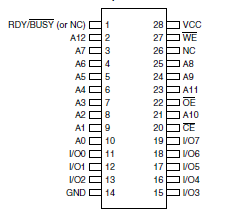 RDY/BUSY (or NC) 1 28 VCC
A12 2 27 WE
A7 3 26 NC
A6 4 25 A8
A5 5 24 A9
A4 6 23 A11
A3 7 22 OE
A2 8 21 A10
A1 9 20 CE
A0 10 19 I/O7
I/O0 11 18 I/O6
I/O1 12 17 I/O5
I/O2 13 16 I/O4
GND 14 15 I/O3